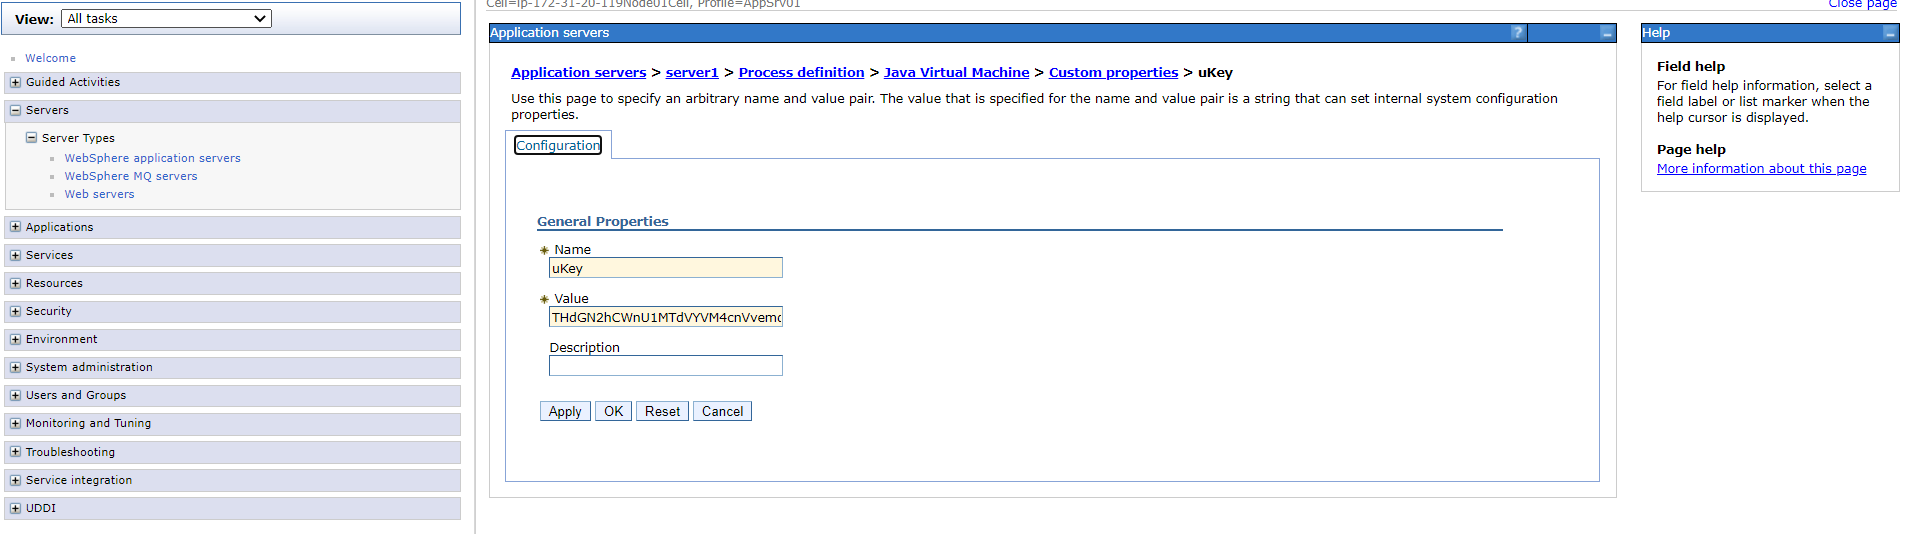 View: All tasks
Welcome
Guided Activities
Servers
Server Types
WebSphere application servers
WebSphere MQ servers
Web servers
Applications
Services
Resources
Security
Environment
System administration
Users and Groups
Monitoring and Tuning
Troubleshooting
Service integration
UDDI
Cell=ip-172-31-20-119Node01Cell, Profile=AppSrv01
Close page
Application servers ?
Application servers > server1 > Process definition > Java Virtual Machine > Custom properties > uKey
Use this page to specify an arbitrary name and value pair. The value that is specified for the name and value pair is a string that can set internal system configuration
properties.
Configuration
General Properties
Name
uKey
Value
THdGN2hCWnU1MTdVYVM4cnVvem
Description
Apply OK Reset Cancel
Help
Field help
For field help information, select a
field label or list marker when the
help cursor is displayed.
Page help
More information about this page